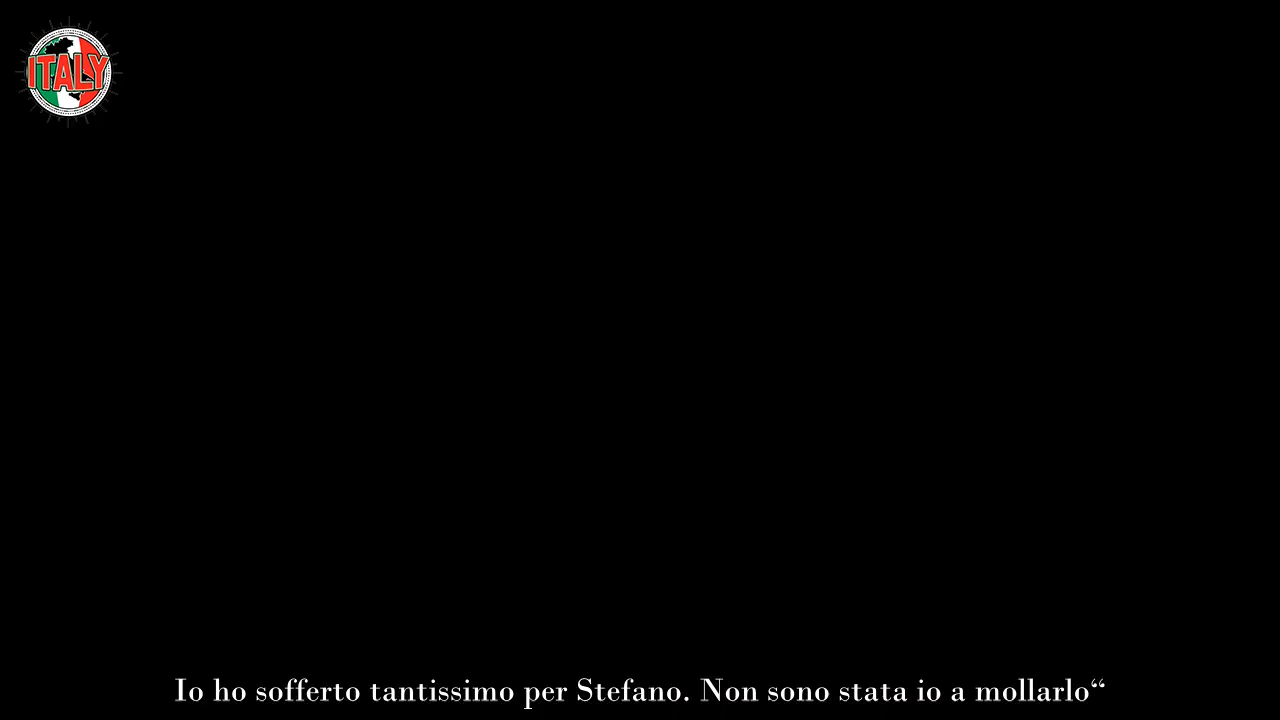 ITALY
Io ho sofferto tantissimo per Stefano. Non sono stata io a mollarlo“